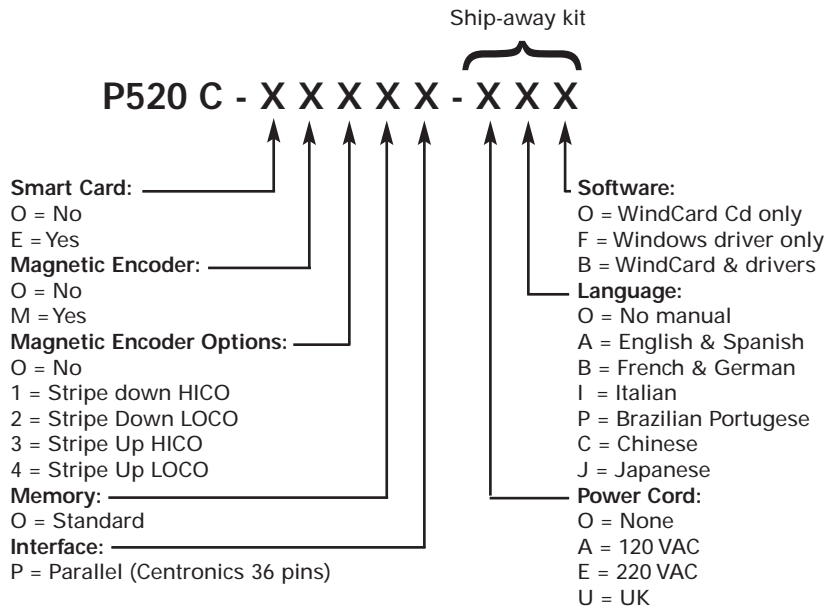 Ship-away kit
P520 C - X X X X X - X X X
Smart Card:
O = No
E = Yes
Magnetic Encoder:
O = No
M = Yes
Magnetic Encoder Options:
O = No
1 = Stripe down HICO
2 = Stripe Down LOCO
3 = Stripe Up HICO
4 = Stripe Up LOCO
Memory:
O = Standard
Interface:
P = Parallel (Centronics 36 pins)
Software:
O = WindCard Cd only
F = Windows driver only
B = WindCard & drivers
Language:
O = No manual
A = English & Spanish
B = French & German
I = Italian
P = Brazilian Portugese
C = Chinese
J = Japanese
Power Cord:
O = None
A = 120 VAC
E = 220 VAC
U = UK